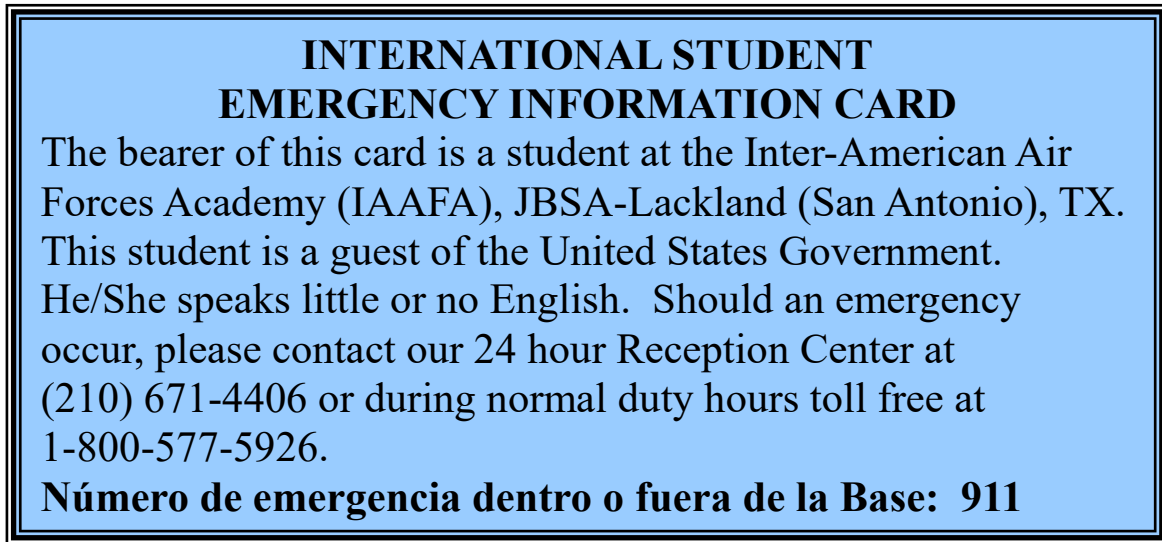 INTERNATIONAL STUDENT
EMERGENCY INFORMATION CARD
The bearer of this card is a student at the Inter-American Air
Forces Academy (IAAFA), JBSA-Lackland (San Antonio), TX.
This student is a guest of the United States Government.
He/She speaks little or no English.  Should an emergency
occur, please contact our 24 hour Reception Center at
(210) 671-4406 or during normal duty hours toll free at
1-800-577-5926.
Número de emergencia dentro o fuera de la Base:  911